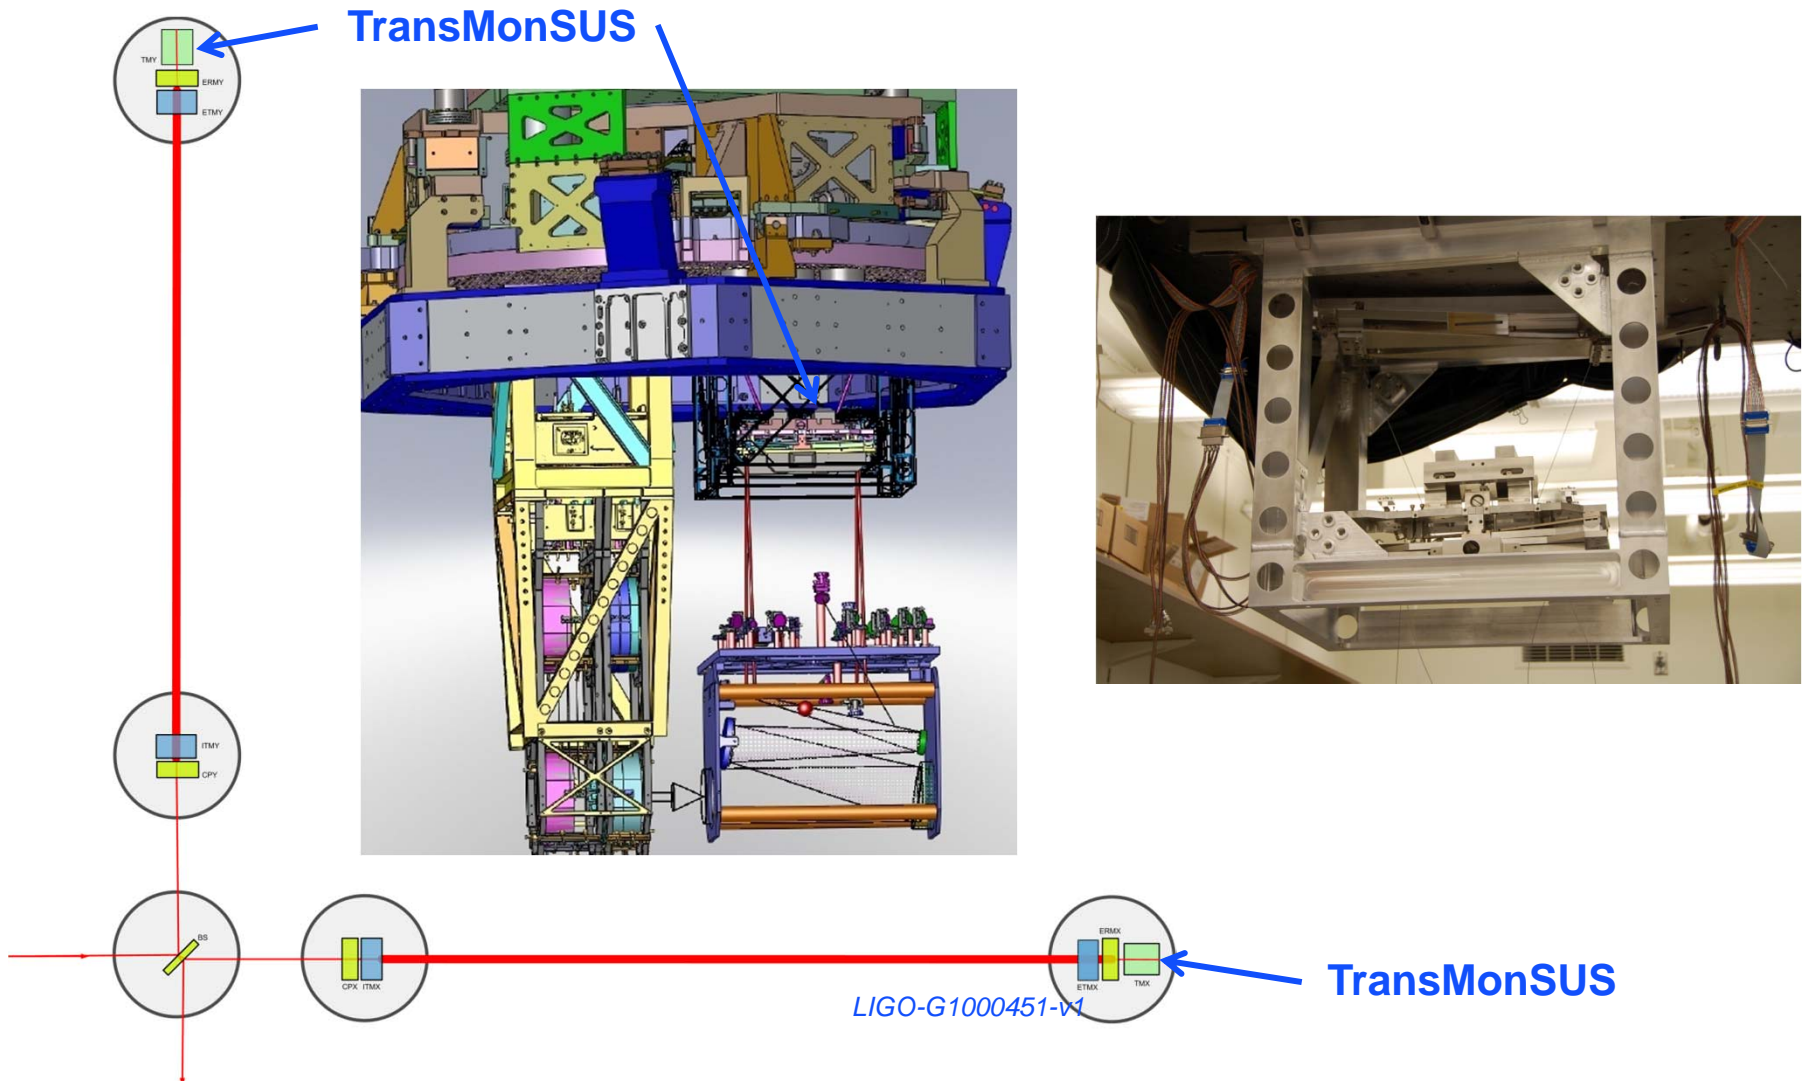 TransMonSUS
TMY
ERMY
ETMY
ITMY
CPY
BS
CPX ITMX
ERMX
ETMX
TMX
TransMonSUS
LIGO-G1000451-v1